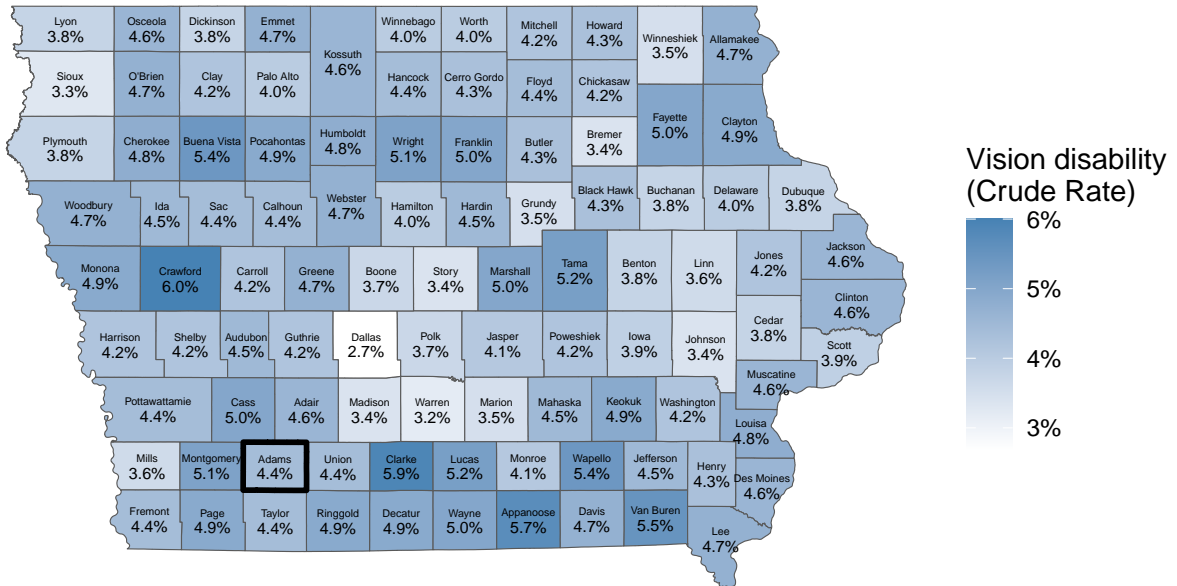 Lyon
3.8%
Osceola
4.6%
Dickinson
3.8%
Emmet
4.7%
Winnebago
4.0%
Worth
4.0%
Mitchell
4.2%
Howard
4.3%
Winneshiek
3.5%
Allamakee
4.7%
Kossuth
4.6%
Sioux
3.3%
O'Brien
4.7%
Clay
4.2%
Palo Alto
4.0%
Hancock
4.4%
Cerro Gordo
4.3%
Floyd
4.4%
Chickasaw
4.2%
Fayette
5.0%
Clayton
4.9%
Plymouth
3.8%
Cherokee
4.8%
Buena Vista
5.4%
Pocahontas
4.9%
Humboldt
4.8%
Wright
5.1%
Franklin
5.0%
Butler
4.3%
Bremer
3.4%
Woodbury
4.7%
Ida
4.5%
Sac
4.4%
Calhoun
4.4%
Webster
4.7%
Hamilton
4.0%
Hardin
4.5%
Grundy
3.5%
Black Hawk
4.3%
Buchanan
3.8%
Delaware
4.0%
Dubuque
3.8%
Monona
4.9%
Crawford
6.0%
Carroll
4.2%
Greene
4.7%
Boone
3.7%
Story
3.4%
Marshall
5.0%
Tama
5.2%
Benton
3.8%
Linn
3.6%
Jones
4.2%
Jackson
4.6%
Clinton
4.6%
Harrison
4.2%
Shelby
4.2%
Audubon
4.5%
Guthrie
4.2%
Dallas
2.7%
Polk
3.7%
Jasper
4.1%
Poweshiek
4.2%
Iowa
3.9%
Johnson
3.4%
Cedar
3.8%
Scott
3.9%
Muscatine
4.6%
Pottawattamie
4.4%
Cass
5.0%
Adair
4.6%
Madison
3.4%
Warren
3.2%
Marion
3.5%
Mahaska
4.5%
Keokuk
4.9%
Washington
4.2%
Louisa
4.8%
Mills
3.6%
Montgomery
5.1%
Adams
4.4%
Union
4.4%
Clarke
5.9%
Lucas
5.2%
Monroe
4.1%
Wapello
5.4%
Jefferson
4.5%
Henry
4.3%
Des Moines
4.6%
Fremont
4.4%
Page
4.9%
Taylor
4.4%
Ringgold
4.9%
Decatur
4.9%
Wayne
5.0%
Appanoose
5.7%
Davis
4.7%
Van Buren
5.5%
Lee
4.7%
Vision disability
(Crude Rate)
6%
5%
4%
3%